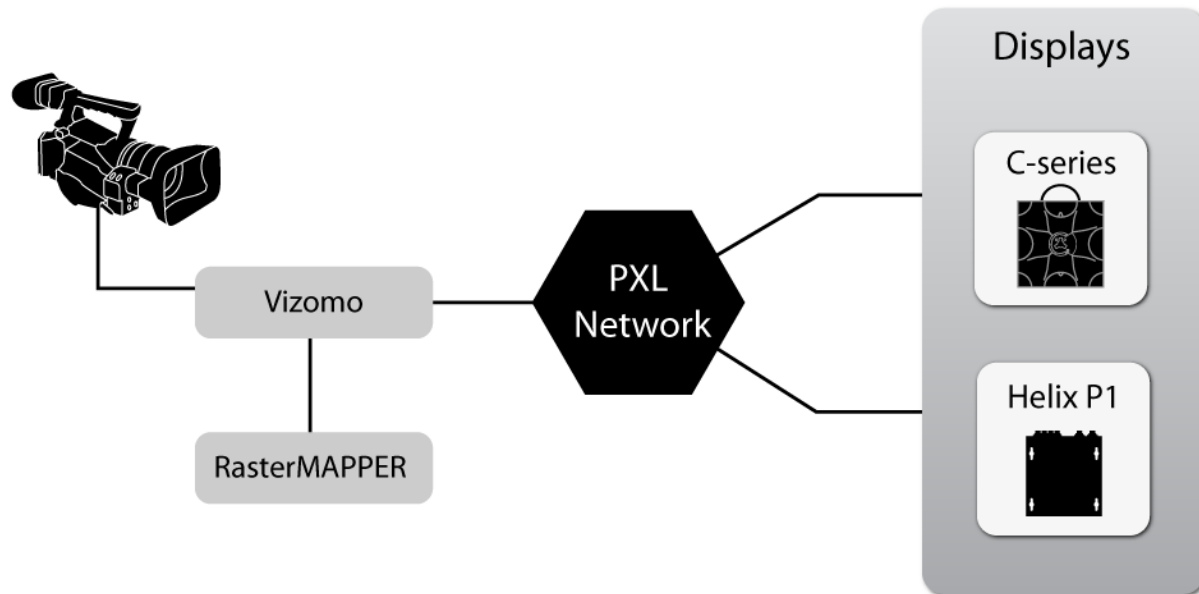 Displays
C-series
PXL
Network
Vizomo
Helix P1
RasterMAPPER